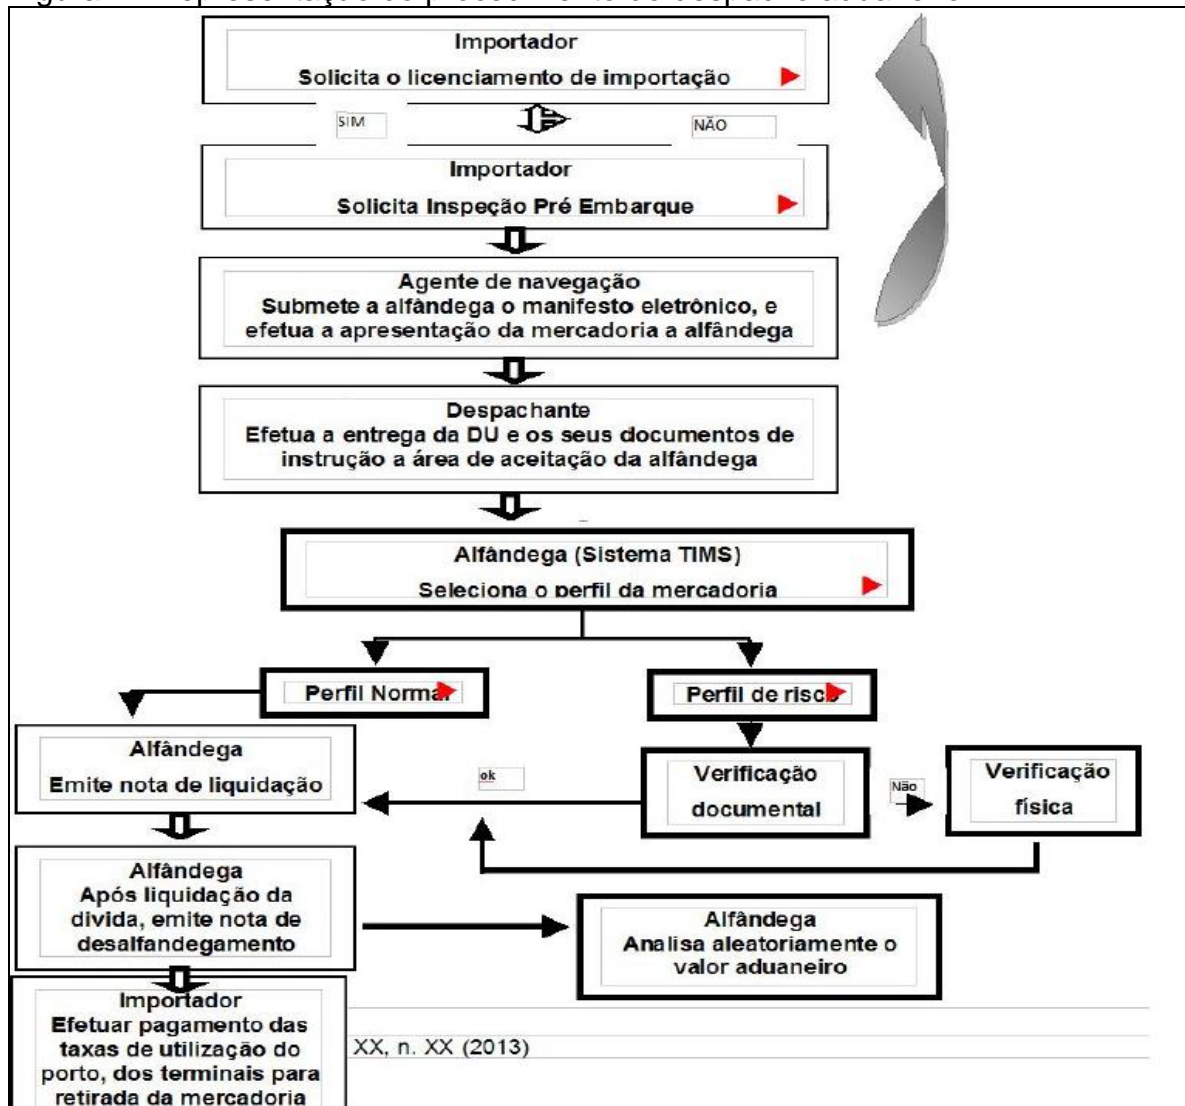 Importador
Solicita o licenciamento de importação
SIM
NÃO
Importador
Solicita Inspeção Pré Embarque
Agente de navegação
Submete a alfândega o manifesto eletrônico, e
efetua a apresentação da mercadoria a alfândega
Despachante
Efetua a entrega da DU e os seus documentos de
instrução a área de aceitação da alfândega
Alfândega (Sistema TIMS)
Seleciona o perfil da mercadoria
Perfil Normal
Perfil de risco
Alfândega
Emite nota de liquidação
ok
Verificação
documental
Não
Verificação
física
Alfândega
Após liquidação da
divida, emite nota de
desalfandegamento
Alfândega
Analisa aleatoriamente o
valor aduaneiro
Importador
Efetuar pagamento das
taxas de utilização do
porto, dos terminais para
retirada da mercadoria
XX, n. XX (2013)